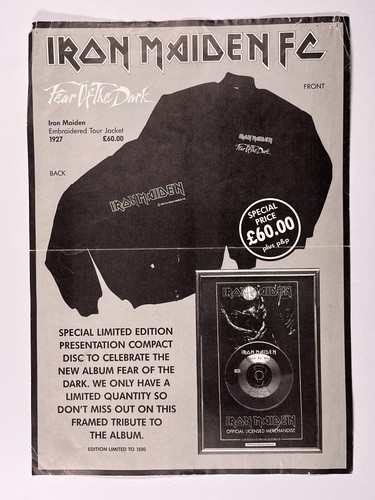 IRON MAIDEN FC
Fear Of The Dark
FRONT
Iron Maiden
Embroidered Tour Jacket
1927 £60.00
IRON MAIDEN
Fear Of The Dark
BACK
IRON MAIDEN
SPECIAL
PRICE
£60.00
plus p&p
SPECIAL LIMITED EDITION
PRESENTATION COMPACT
DISC TO CELEBRATE THE
NEW ALBUM FEAR OF THE
DARK. WE ONLY HAVE A
LIMITED QUANTITY SO
DON'T MISS OUT ON THIS
FRAMED TRIBUTE TO
THE ALBUM.
EDITION LIMITED TO 1500
IRON MAIDEN
IRON MAIDEN
IRON MAIDEN
OFFICIAL LICENSED MERCHANDISE